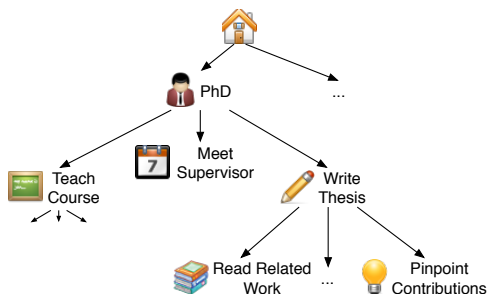 PhD
...
7
Meet
Supervisor
Teach
Course
Write
Thesis
Read Related
Work
...
Pinpoint
Contributions